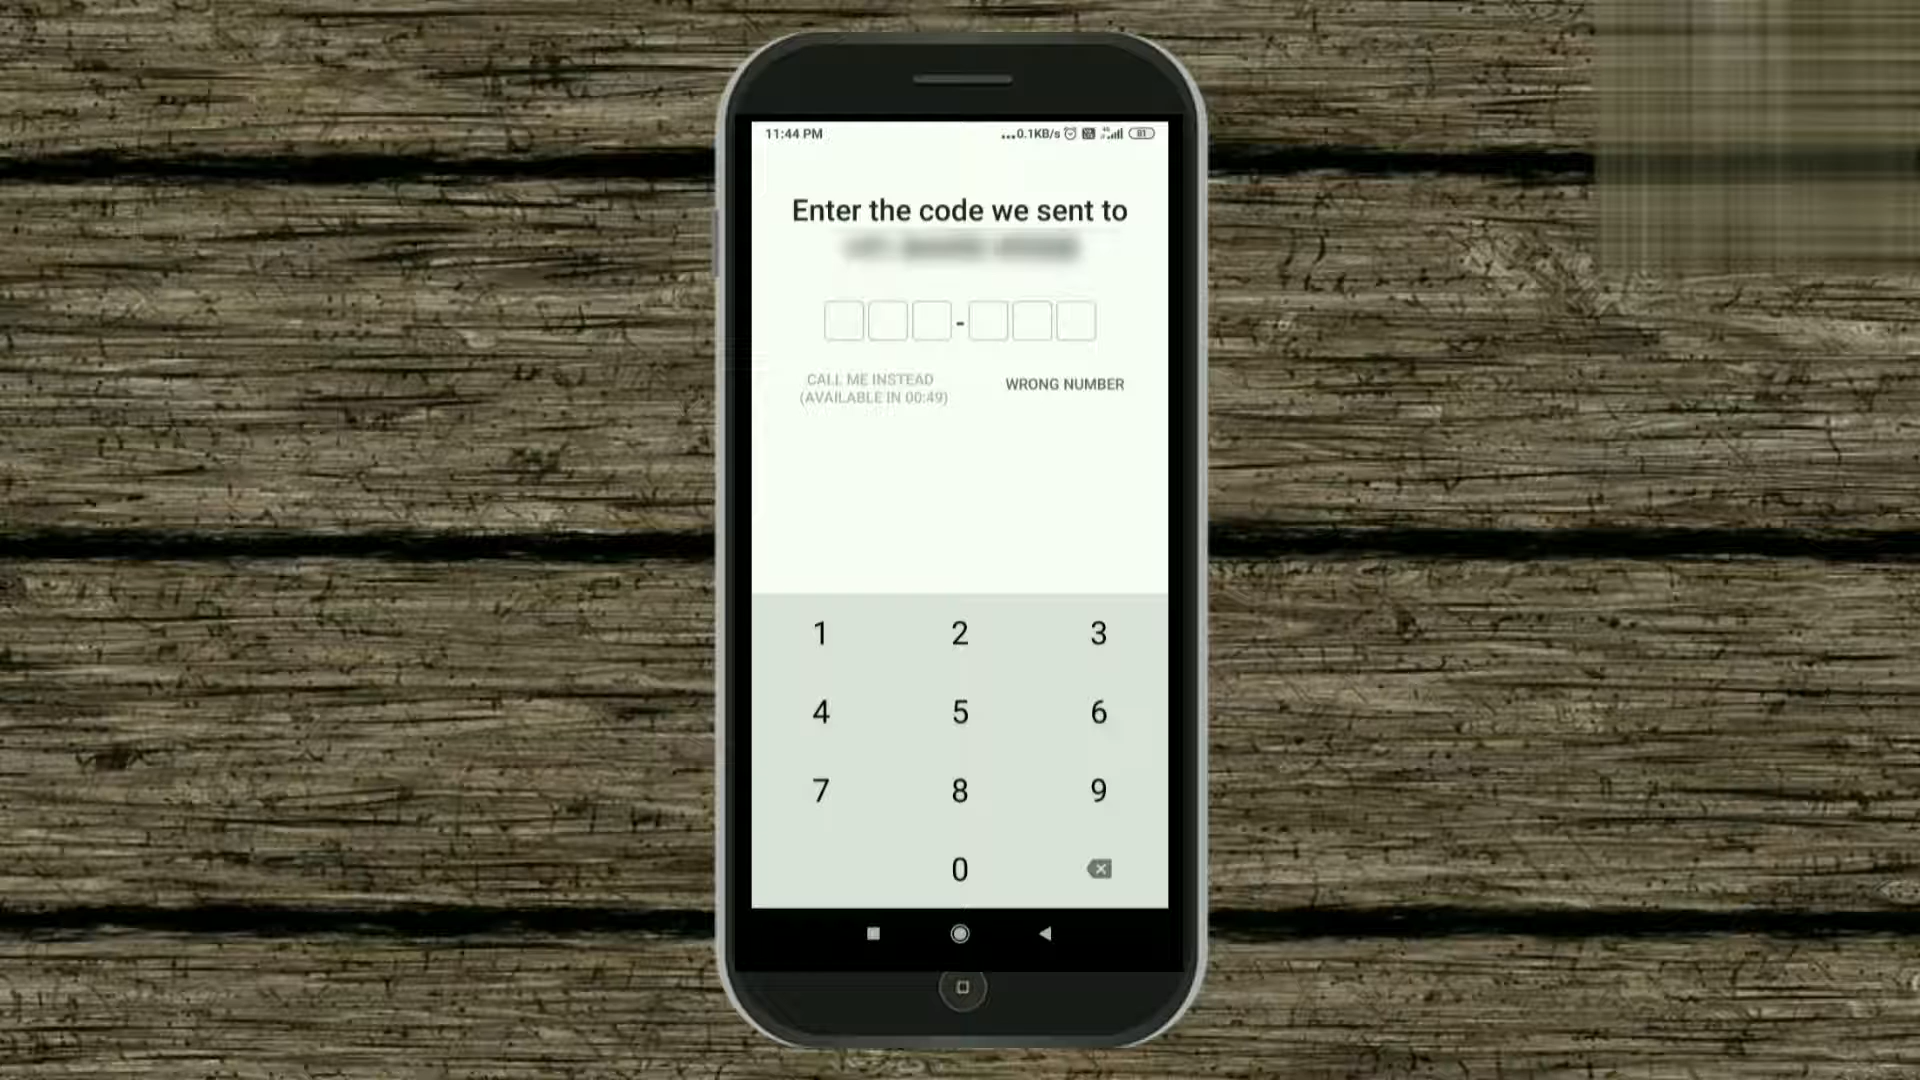 11:44 PM
...0.1KB/s 81
Enter the code we sent to
-
CALL ME INSTEAD
(AVAILABLE IN 00:49)
WRONG NUMBER
1 2 3
4 5 6
7 8 9
0